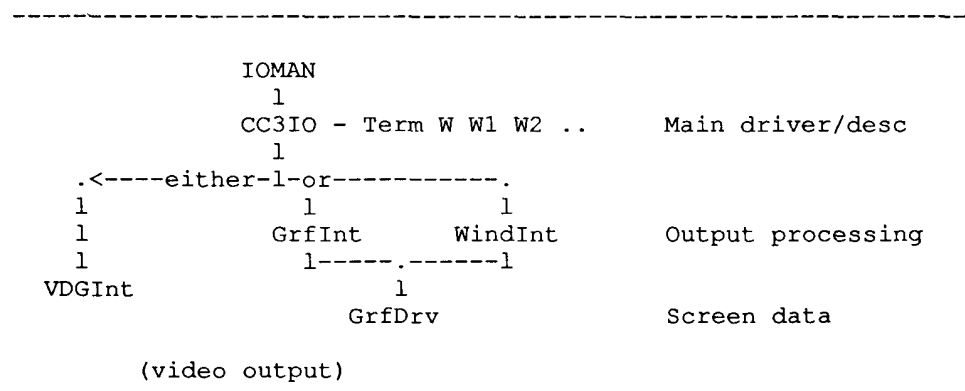 -----------------------------------------------------------------
IOMAN
l
CC3IO - Term W W1 W2 .. Main driver/desc
l
.<----either-l-or-----------.
l l l
l GrfInt WindInt Output processing
l l-----.------l
VDGInt l
GrfDrv Screen data
(video output)